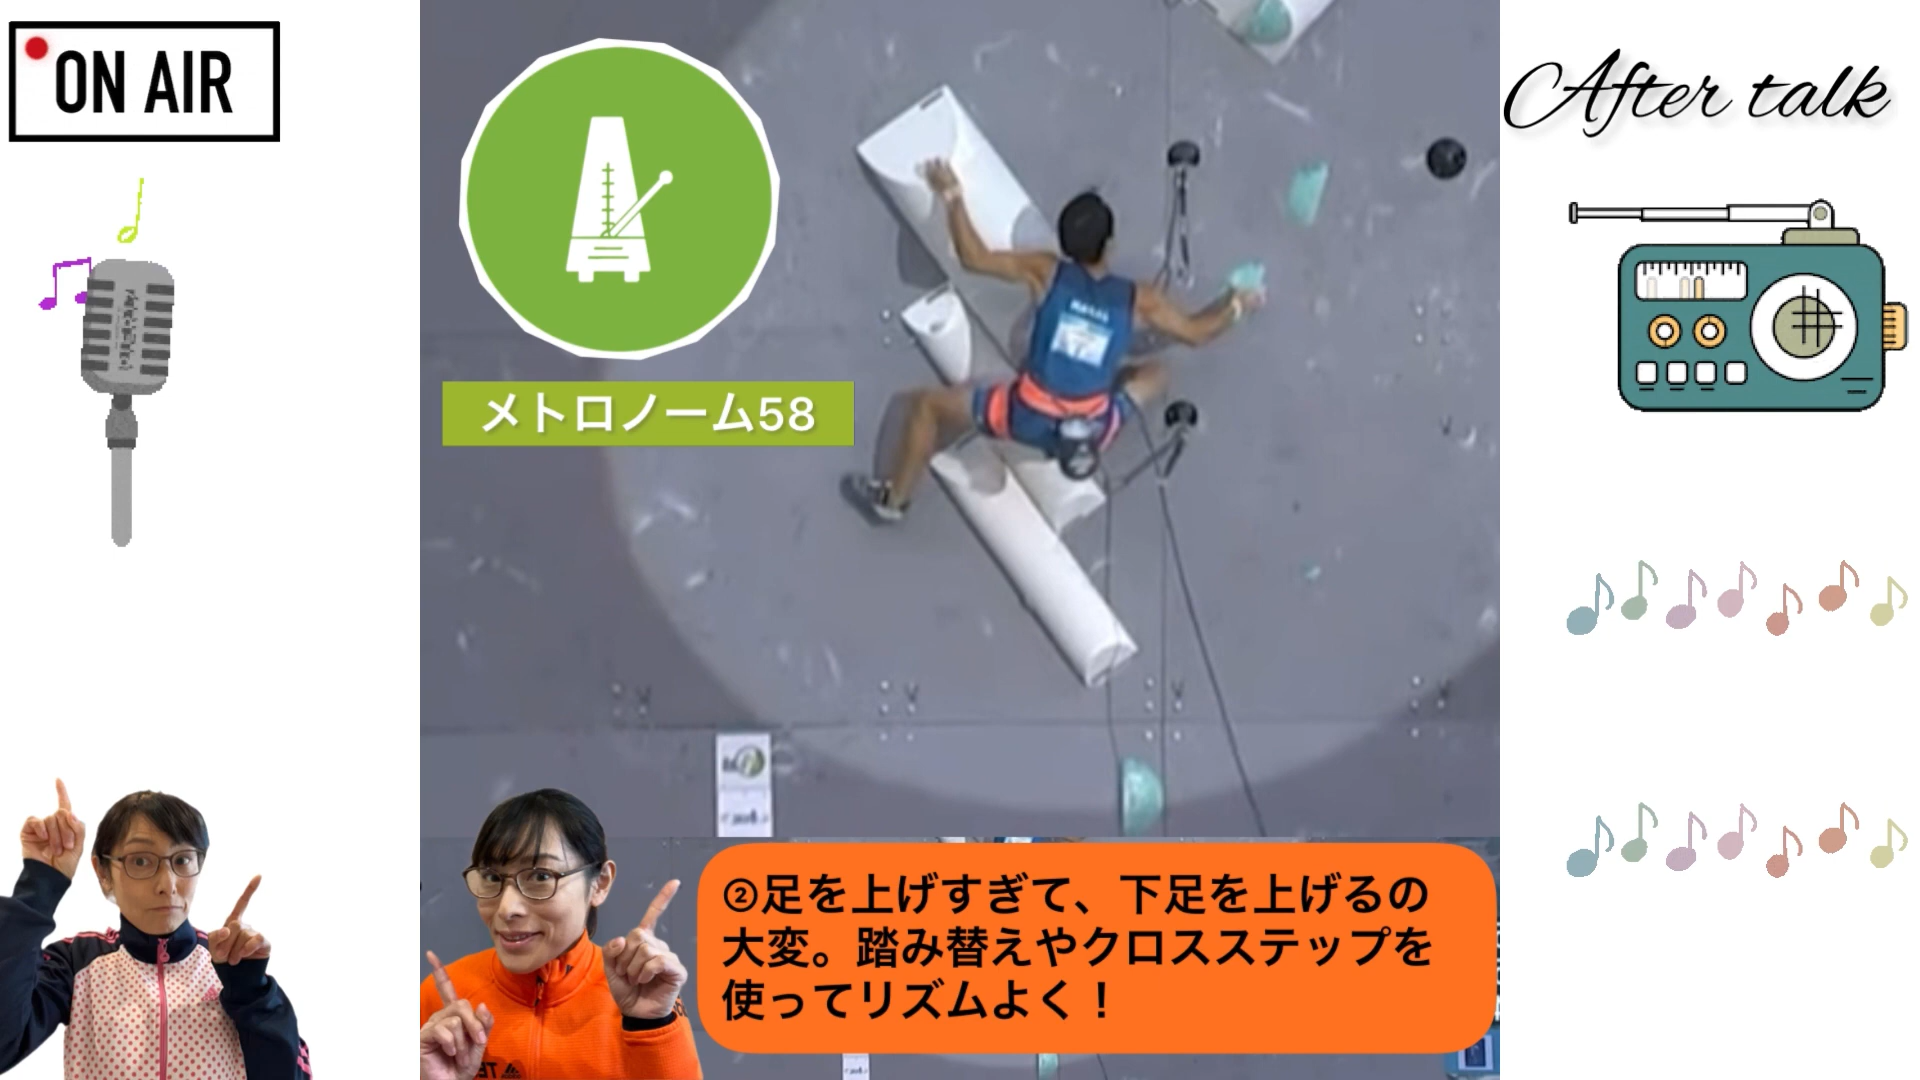 ON AIR
After talk
メトロノーム58
②足を上げすぎて、下足を上げるの
大変。踏み替えやクロスステップを
使ってリズムよく！